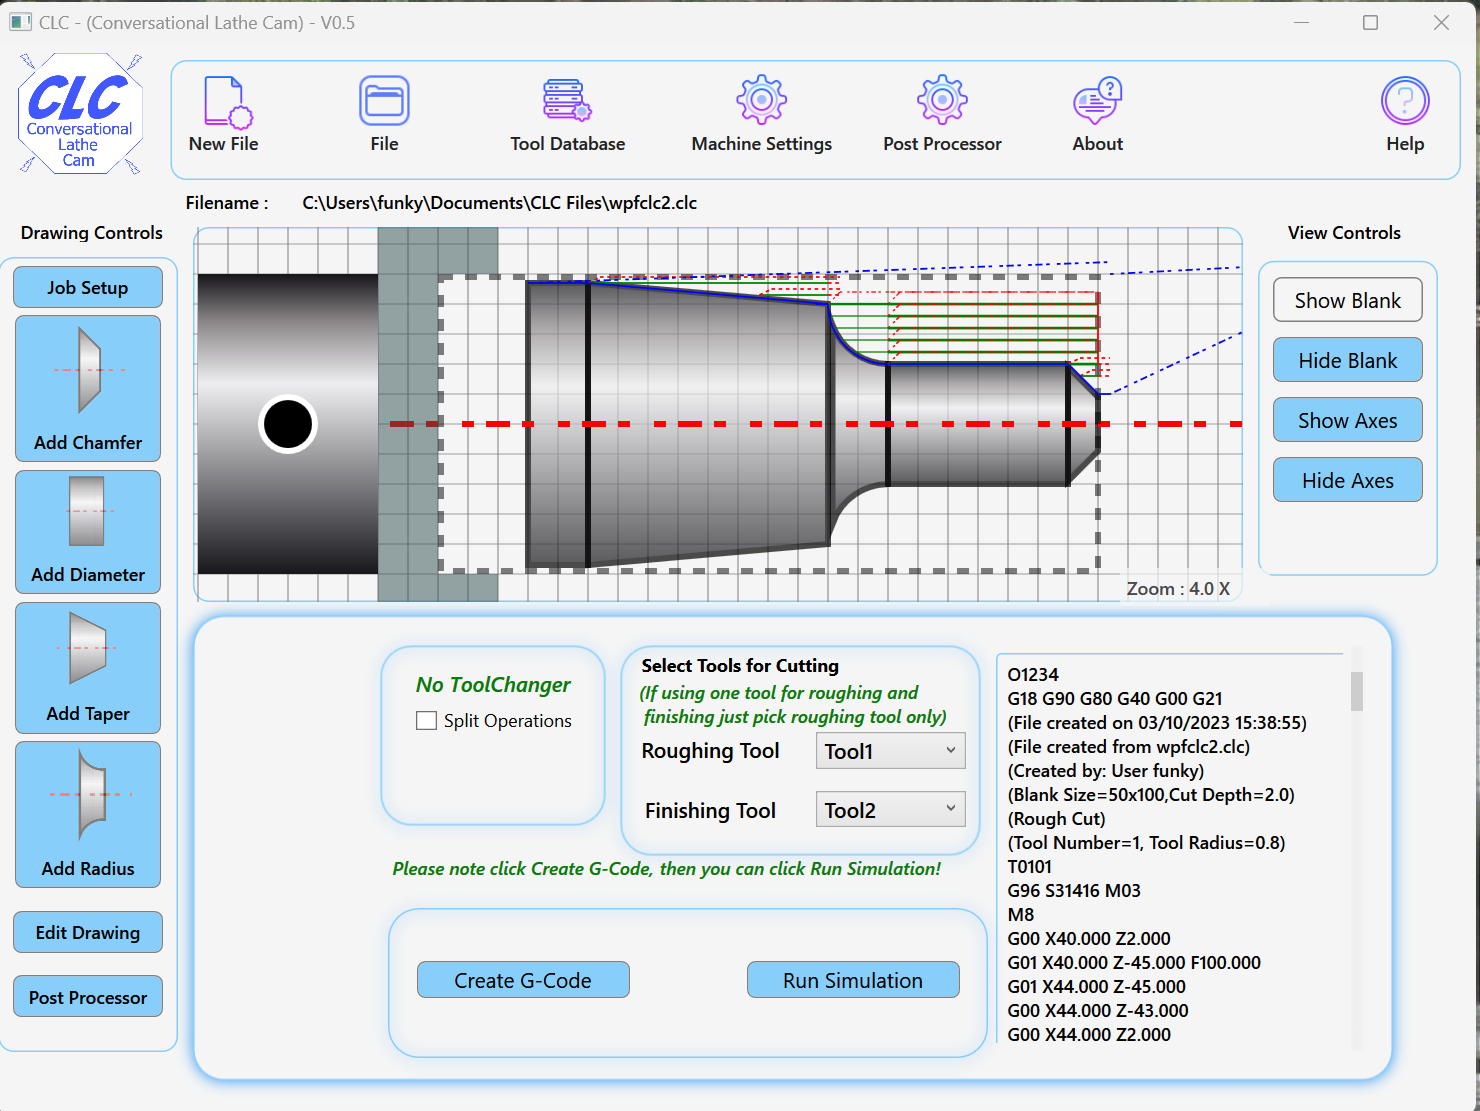 CLC - (Conversational Lathe Cam) - V0.5
CLC
Conversational
Lathe
Cam
New File
File
Tool Database
Machine Settings
Post Processor
About
Help
Filename :
C:\Users\funky\Documents\CLC Files\wpfclc2.clc
Drawing Controls
Job Setup
Add Chamfer
Add Diameter
Add Taper
Add Radius
Edit Drawing
Post Processor
Zoom : 4.0 X
View Controls
Show Blank
Hide Blank
Show Axes
Hide Axes
No ToolChanger
Split Operations
Select Tools for Cutting
(If using one tool for roughing and
finishing just pick roughing tool only)
Roughing Tool
Tool1
Finishing Tool
Tool2
Please note click Create G-Code, then you can click Run Simulation!
Create G-Code
Run Simulation
O1234
G18 G90 G80 G40 G00 G21
(File created on 03/10/2023 15:38:55)
(File created from wpfclc2.clc)
(Created by: User funky)
(Blank Size=50x100,Cut Depth=2.0)
(Rough Cut)
(Tool Number=1, Tool Radius=0.8)
T0101
G96 S31416 M03
M8
G00 X40.000 Z2.000
G01 X40.000 Z-45.000 F100.000
G01 X44.000 Z-45.000
G00 X44.000 Z-43.000
G00 X44.000 Z2.000